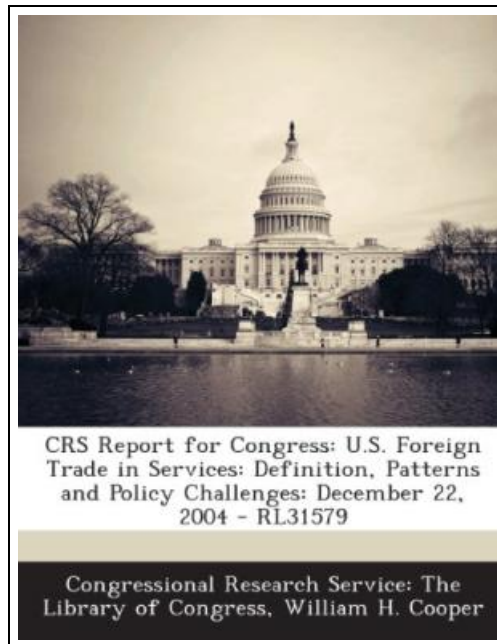 CRS Report for Congress: U.S. Foreign
Trade in Services: Definition, Patterns
and Policy Challenges: December 22,
2004 - RL31579
Congressional Research Service: The
Library of Congress, William H. Cooper